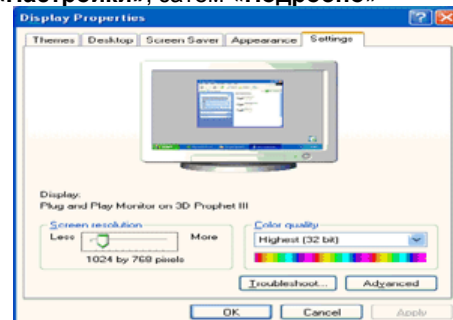 «Настройки», затем «Подробно»
Display Properties
Themes Desktop Screen Saver Appearance Settings
Display:
Plug and Play Monitor on 3D Prophet III
Screen resolution
Less More
1024 by 768 pixels
Color quality
Highest (32 bit)
Troubleshoot... Advanced
OK Cancel Apply